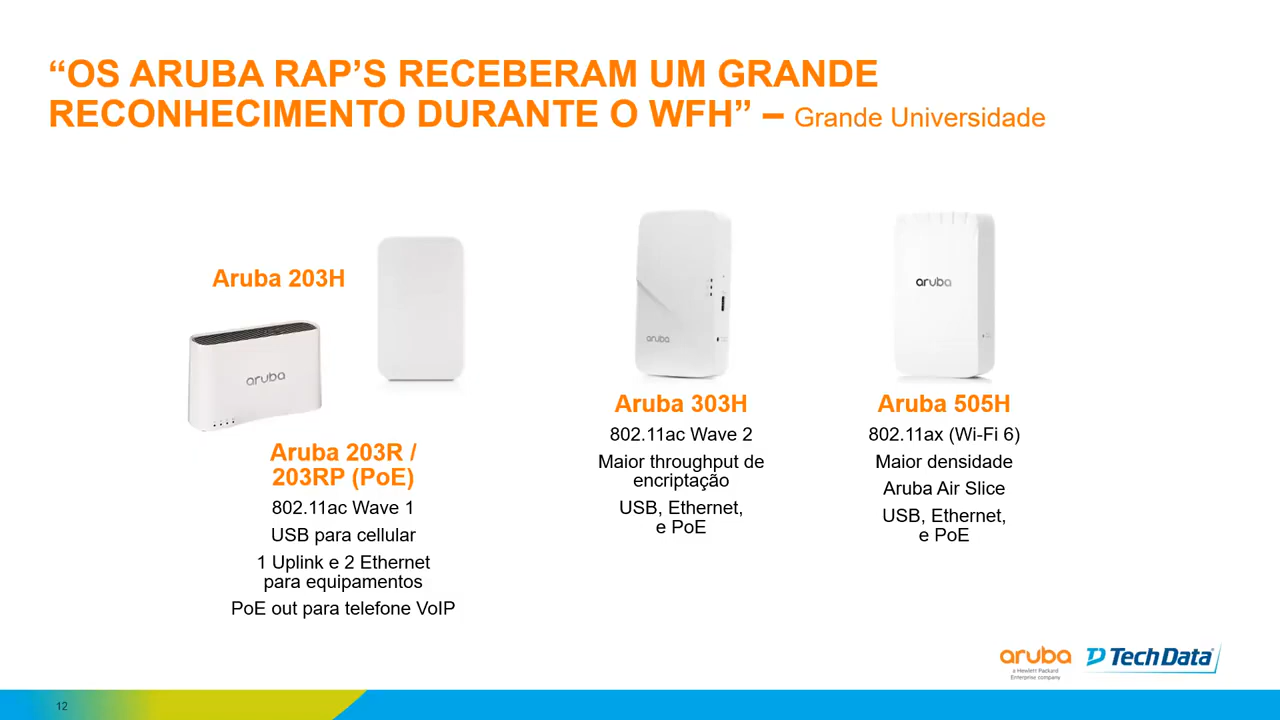 “OS ARUBA RAP’S RECEBERAM UM GRANDE
RECONHECIMENTO DURANTE O WFH” – Grande Universidade
Aruba 203H
aruba
Aruba 203R /
203RP (PoE)
802.11ac Wave 1
USB para cellular
1 Uplink e 2 Ethernet
para equipamentos
PoE out para telefone VoIP
aruba
Aruba 303H
802.11ac Wave 2
Maior throughput de
encriptação
USB, Ethernet,
e PoE
aruba
Aruba 505H
802.11ax (Wi-Fi 6)
Maior densidade
Aruba Air Slice
USB, Ethernet,
e PoE
aruba
a Hewlett Packard
Enterprise company
TechData
12